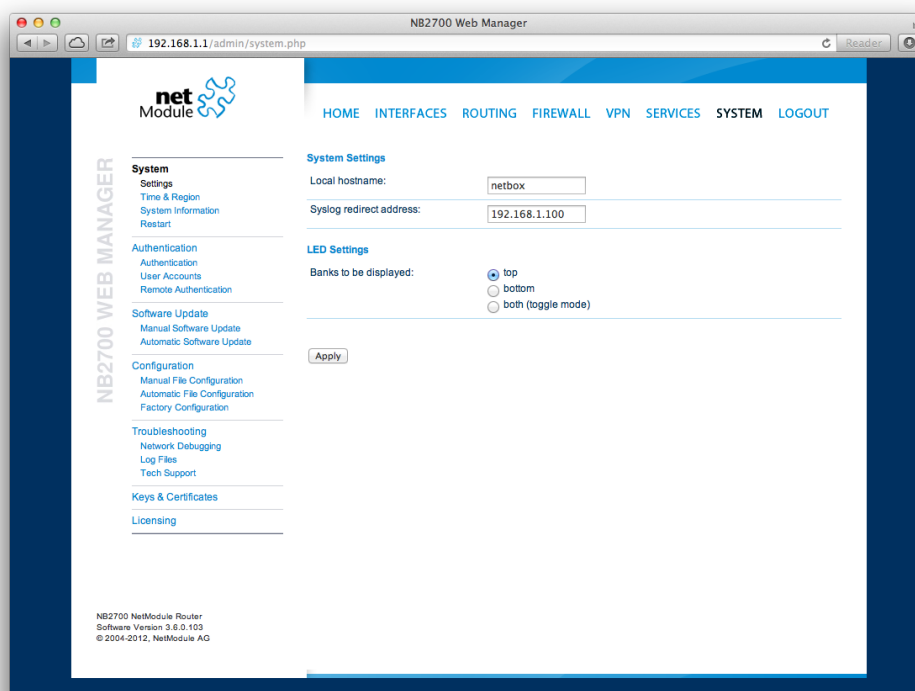 NB2700 Web Manager
192.168.1.1/admin/system.php
Reader
net
Module
HOME INTERFACES ROUTING FIREWALL VPN SERVICES SYSTEM LOGOUT
NB2700 WEB MANAGER
System
Settings
Time & Region
System Information
Restart
Authentication
Authentication
User Accounts
Remote Authentication
Software Update
Manual Software Update
Automatic Software Update
Configuration
Manual File Configuration
Automatic File Configuration
Factory Configuration
Troubleshooting
Network Debugging
Log Files
Tech Support
Keys & Certificates
Licensing
System Settings
Local hostname: netbox
Syslog redirect address: 192.168.1.100
LED Settings
Banks to be displayed: top
bottom
both (toggle mode)
Apply
NB2700 NetModule Router
Software Version 3.6.0.103
© 2004-2012, NetModule AG